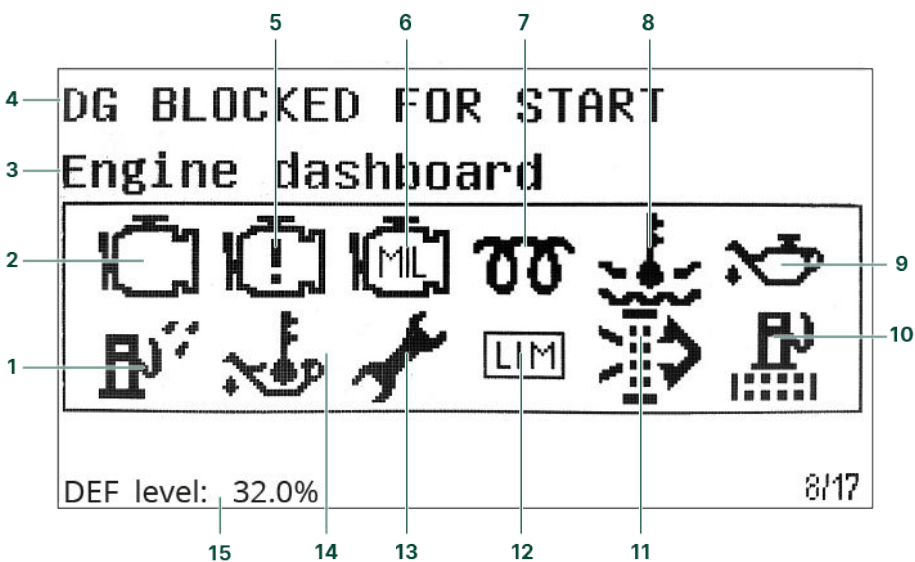 5 6 7 8
4 DG BLOCKED FOR START
3 Engine dashboard
2 MIL 9
1 LIM 10
DEF level: 32.0% 8/17
15 14 13 12 11